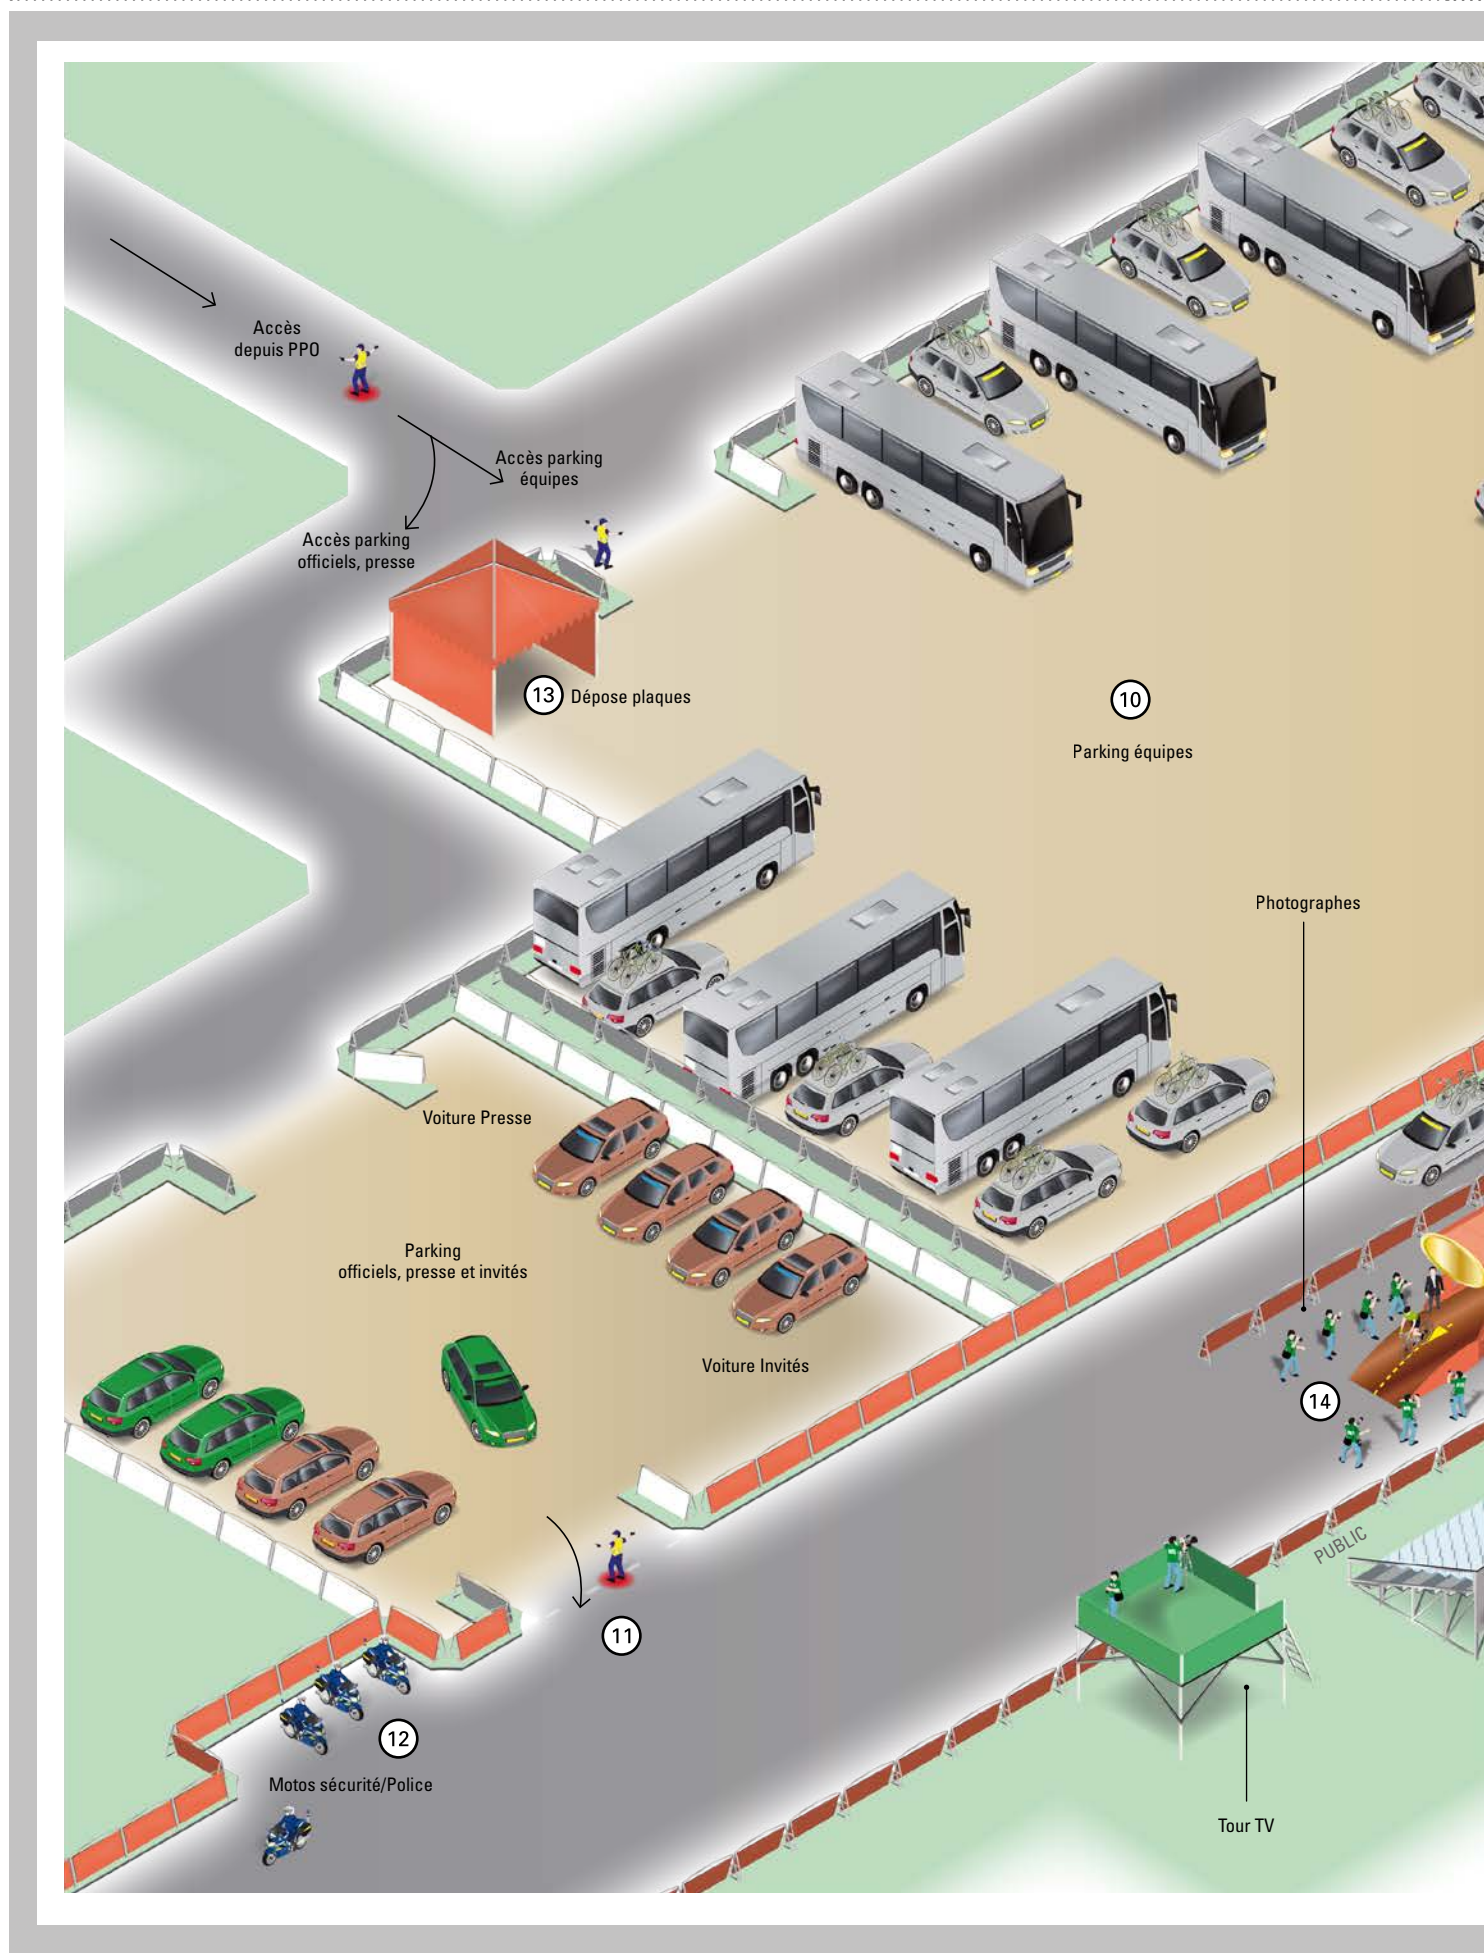 Accès
depuis PPO
Accès parking
équipes
Accès parking
officiels, presse
13 Dépose plaques
10
Parking équipes
Photographes
Voiture Presse
Parking
officiels, presse et invités
Voiture Invités
14
PUBLIC
11
12
Motos sécurité/Police
Tour TV